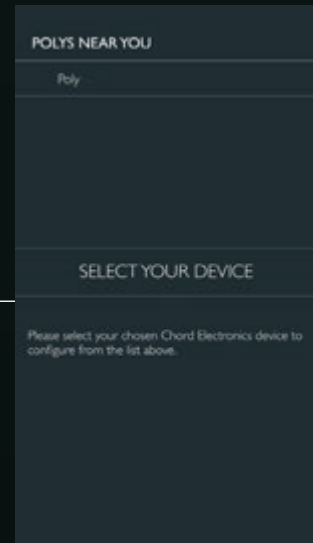 POLYS NEAR YOU
Poly
SELECT YOUR DEVICE
Please select your chosen Chord Electronics device to
configure from the list above.